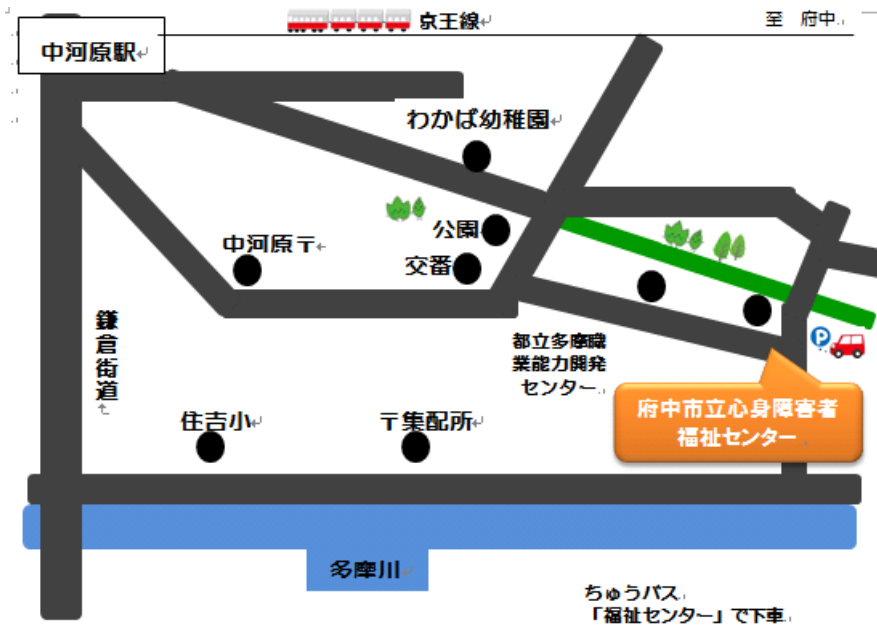 京王線
至 府中
中河原駅
わかば幼稚園
公園
中河原〒
交番
鎌倉街道
都立多摩職
業能力開発
センター
P
府中市立心身障害者
福祉センター
住吉小
〒集配所
多摩川
ちゅうバス
「福祉センター」で下車